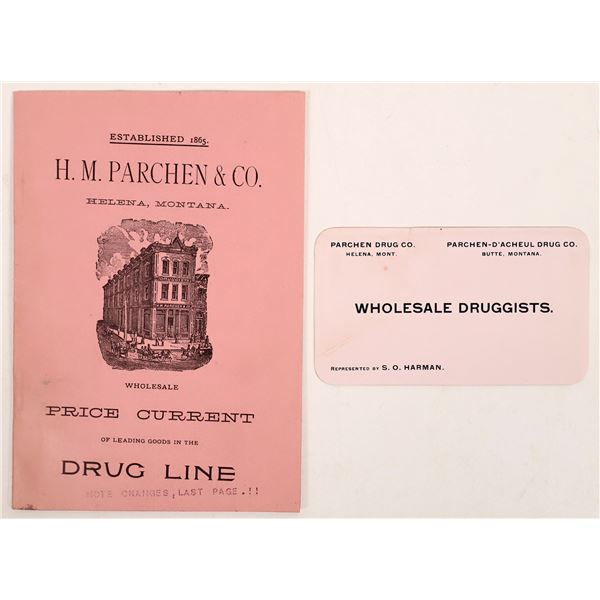 ESTABLISHED 1865.
H. M. PARCHEN & CO.
HELENA, MONTANA.
WHOLESALE
PRICE CURRENT
OF LEADING GOODS IN THE
DRUG LINE
NOTE CHANGES, LAST PAGE.!!
PARCHEN DRUG CO.
HELENA, MONT.
PARCHEN-D'ACHEUL DRUG CO.
BUTTE, MONTANA.
WHOLESALE DRUGGISTS.
REPRESENTED BY S. O. HARMAN.